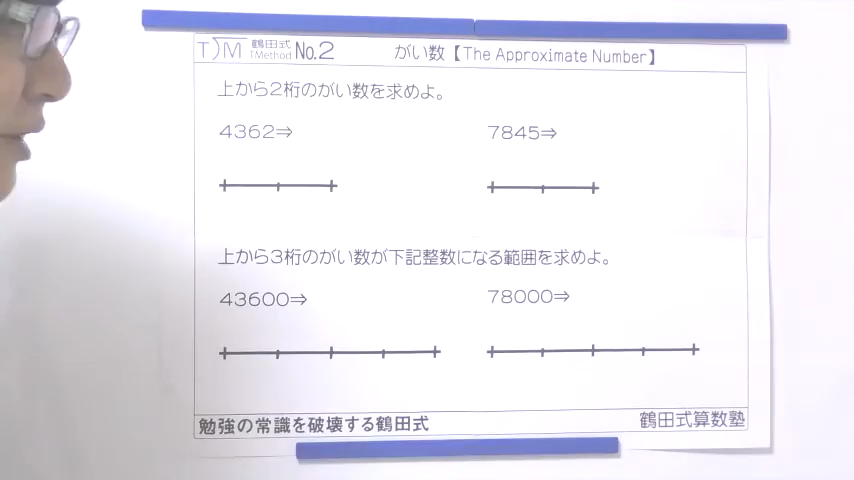 T)M 鶴田式 TMethod No.2 がい数【The Approximate Number】
上から2桁のがい数を求めよ。
4362⇒ 7845⇒
上から3桁のがい数が下記整数になる範囲を求めよ。
43600⇒ 78000⇒
勉強の常識を破壊する鶴田式 鶴田式算数塾